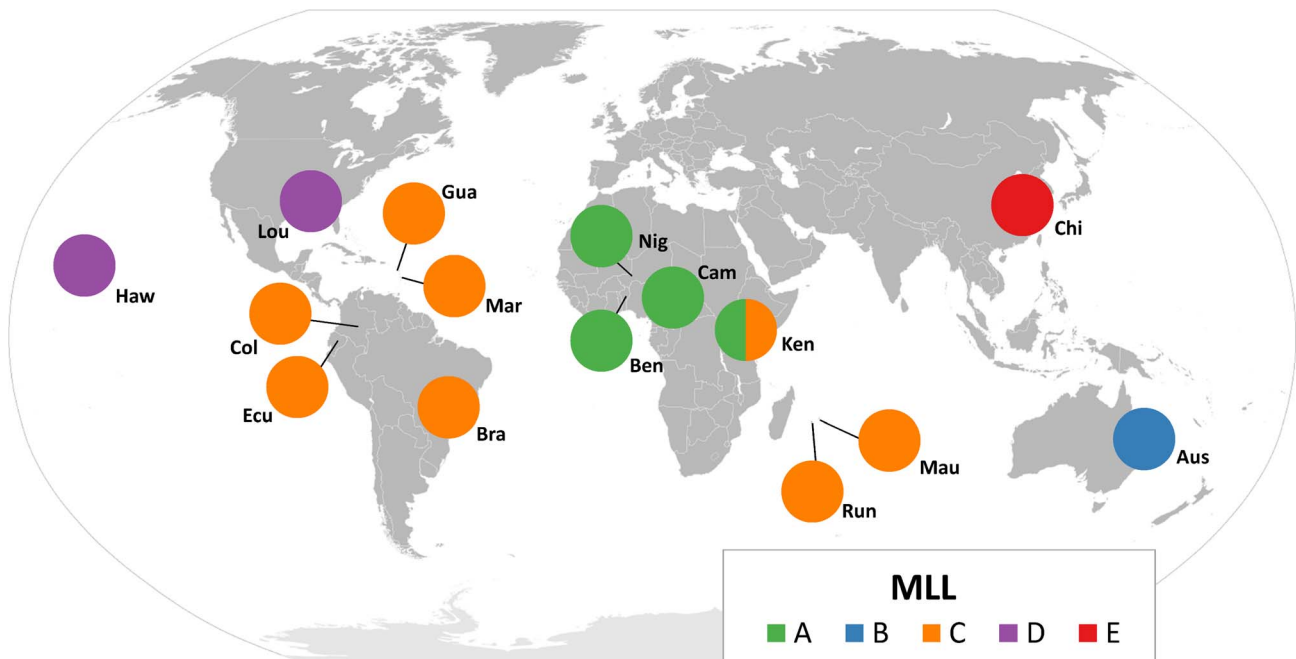 Gua
Lou
Nig
Chi
Cam
Haw
Mar
Col
Ken
Ben
Ecu
Bra
Aus
Mau
Run
MLL
A B C D E